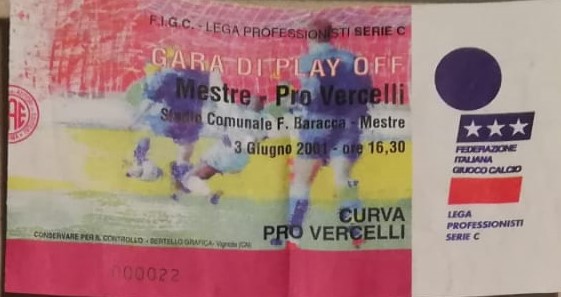 F.I.G.C. - LEGA PROFESSIONISTI SERIE C
GARA DI PLAY OFF
Mestre - Pro Vercelli
Stadio Comunale F. Baracca - Mestre
3 Giugno 2001 - ore 16,30
CURVA
PRO VERCELLI
CONSERVARE PER IL CONTROLLO - BERTELLO GRAFICA - Vignolo (CN)
000022
FEDERAZIONE
ITALIANA
GIUOCO CALCIO
LEGA
PROFESSIONISTI
SERIE C